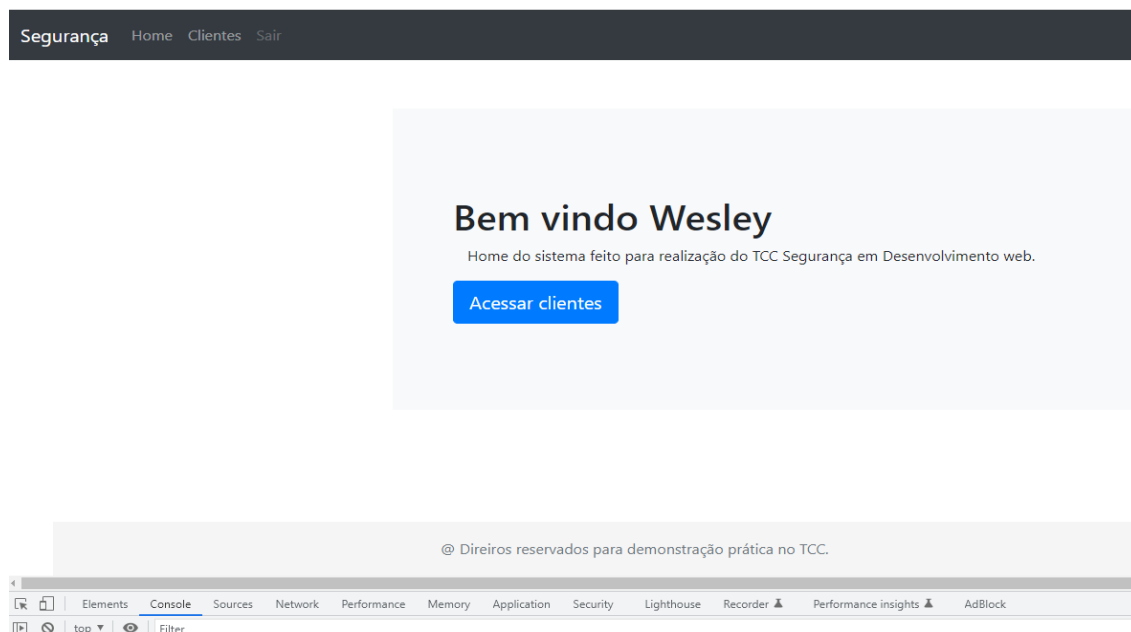 Segurança Home Clientes Sair
Bem vindo Wesley
Home do sistema feito para realização do TCC Segurança em Desenvolvimento web.
Acessar clientes
@ Direiros reservados para demonstração prática no TCC.
Elements Console Sources Network Performance Memory Application Security Lighthouse Recorder Performance insights AdBlock
top Filter